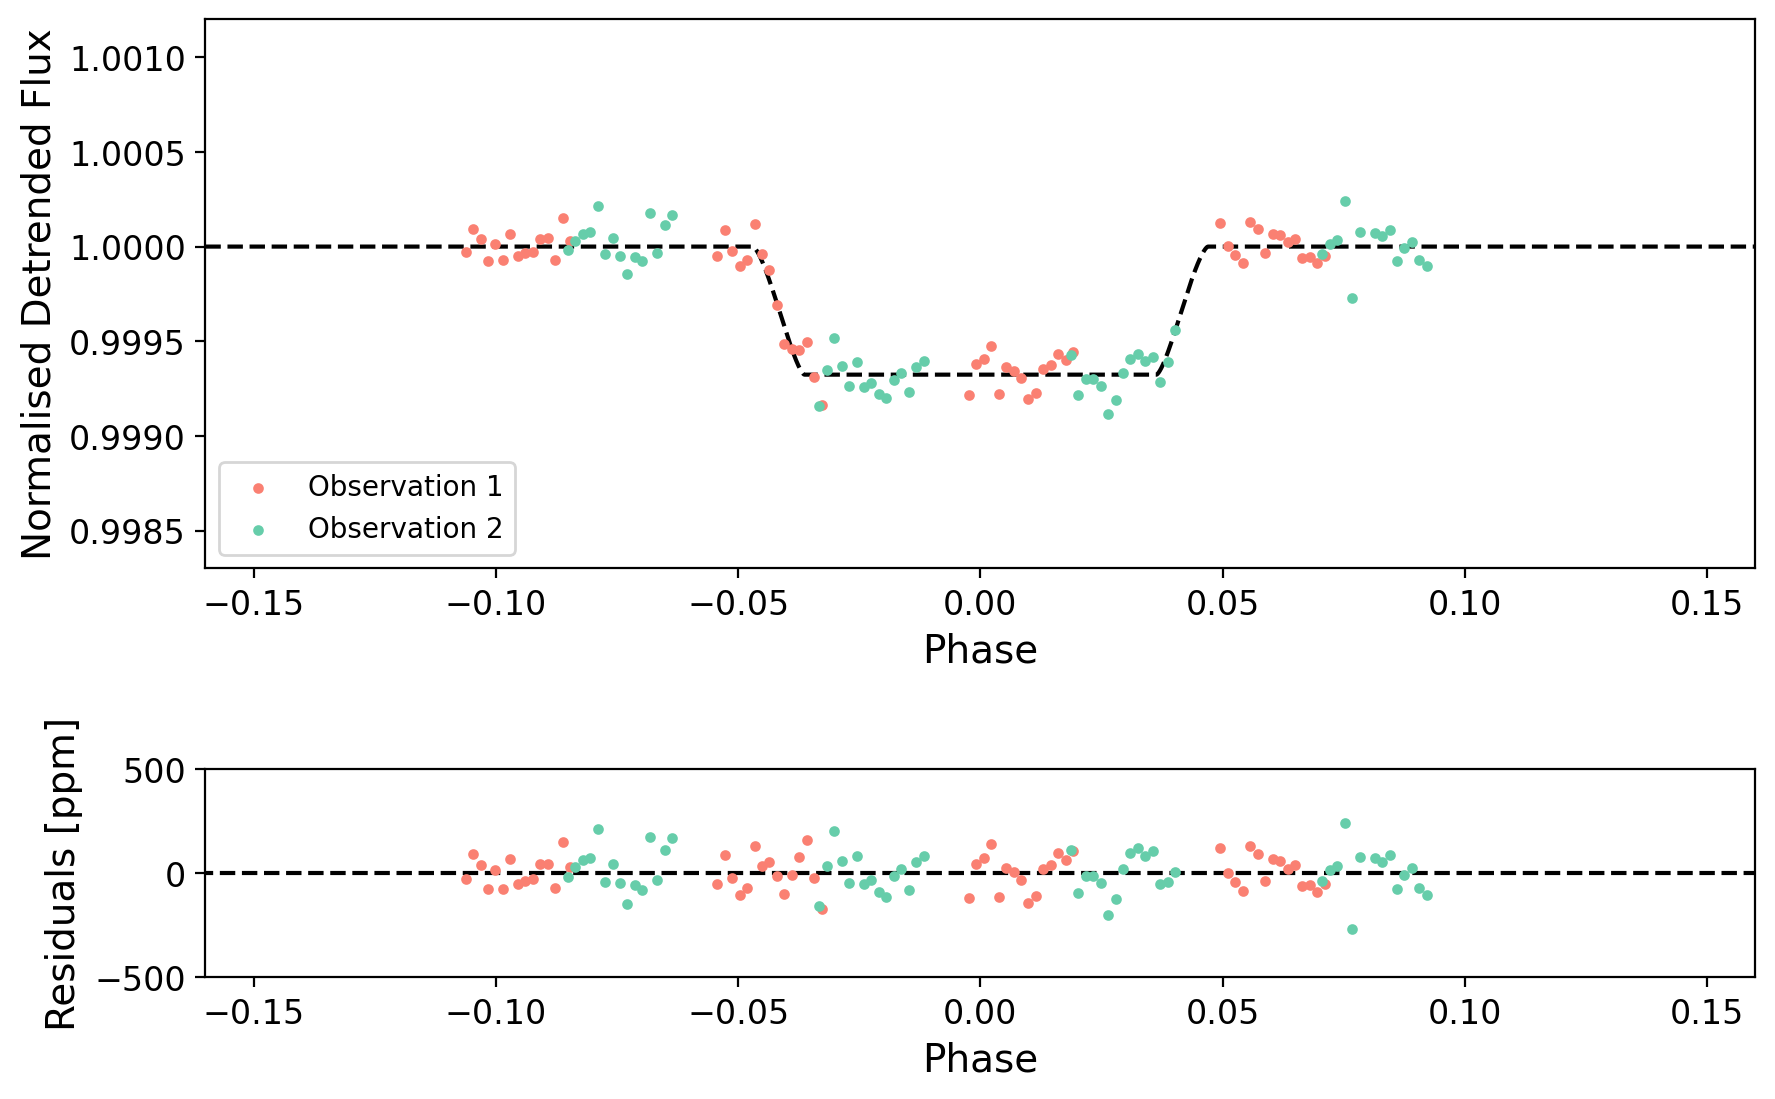 Normalised Detrended Flux
1.0010
1.0005
1.0000
0.9995
0.9990
0.9985
Observation 1
Observation 2
−0.15 −0.10 −0.05 0.00 0.05 0.10 0.15
Phase
Residuals [ppm]
500
0
−500
−0.15 −0.10 −0.05 0.00 0.05 0.10 0.15
Phase